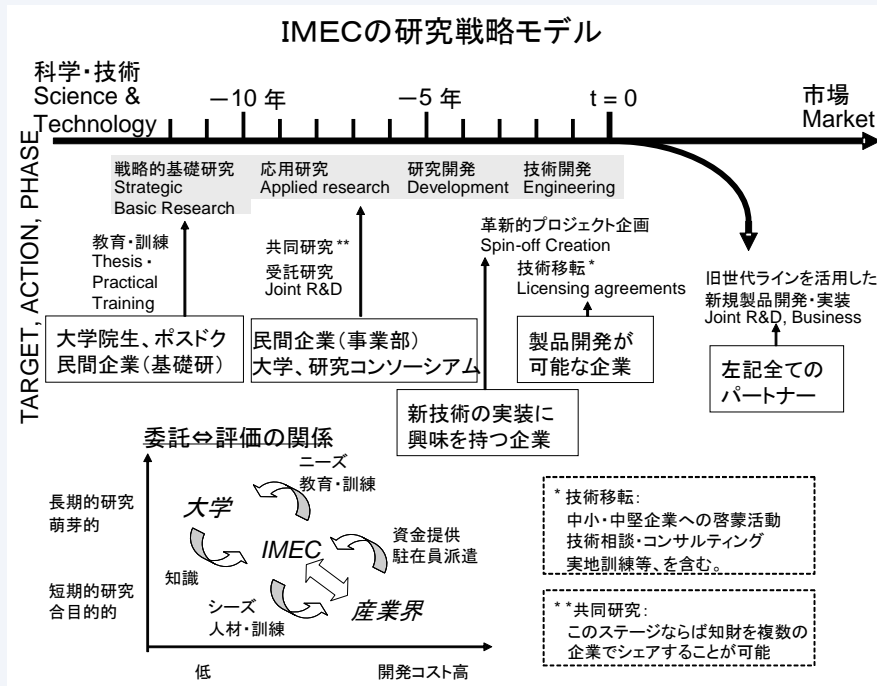 IMECの研究戦略モデル
科学・技術
Science &
Technology
－10 年
－5 年
t = 0
市場
Market
TARGET, ACTION, PHASE
戦略的基礎研究
Strategic
Basic Research
応用研究
Applied research
研究開発
Development
技術開発
Engineering
教育・訓練
Thesis・
Practical
Training
共同研究**
受託研究
Joint R&D
革新的プロジェクト企画
Spin-off Creation
技術移転*
Licensing agreements
旧世代ラインを活用した
新規製品開発・実装
Joint R&D, Business
大学院生、ポスドク
民間企業(基礎研)
民間企業(事業部)
大学、研究コンソーシアム
製品開発が
可能な企業
左記全ての
パートナー
新技術の実装に
興味を持つ企業
委託⇔評価の関係
ニーズ
教育・訓練
長期的研究
萌芽的
大学
IMEC
資金提供
駐在員派遣
知識
短期的研究
合目的的
シーズ
人材・訓練
産業界
低
開発コスト高
* 技術移転:
中小・中堅企業への啓蒙活動
技術相談・コンサルティング
実地訓練等、を含む。
**共同研究:
このステージならば知財を複数の
企業でシェアすることが可能